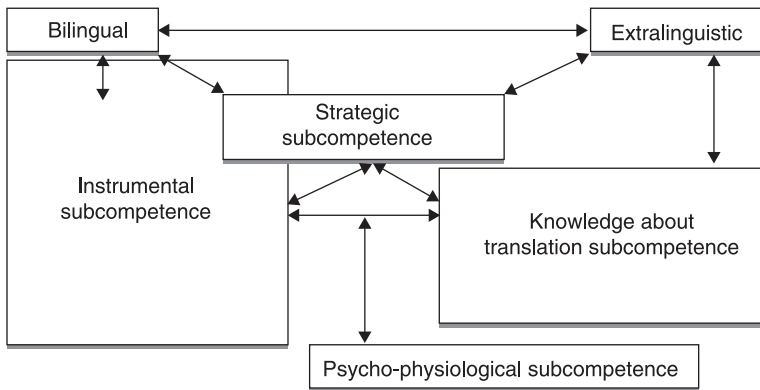 Bilingual
Extralinguistic
Strategic
subcompetence
Instrumental
subcompetence
Knowledge about
translation subcompetence
Psycho-physiological subcompetence